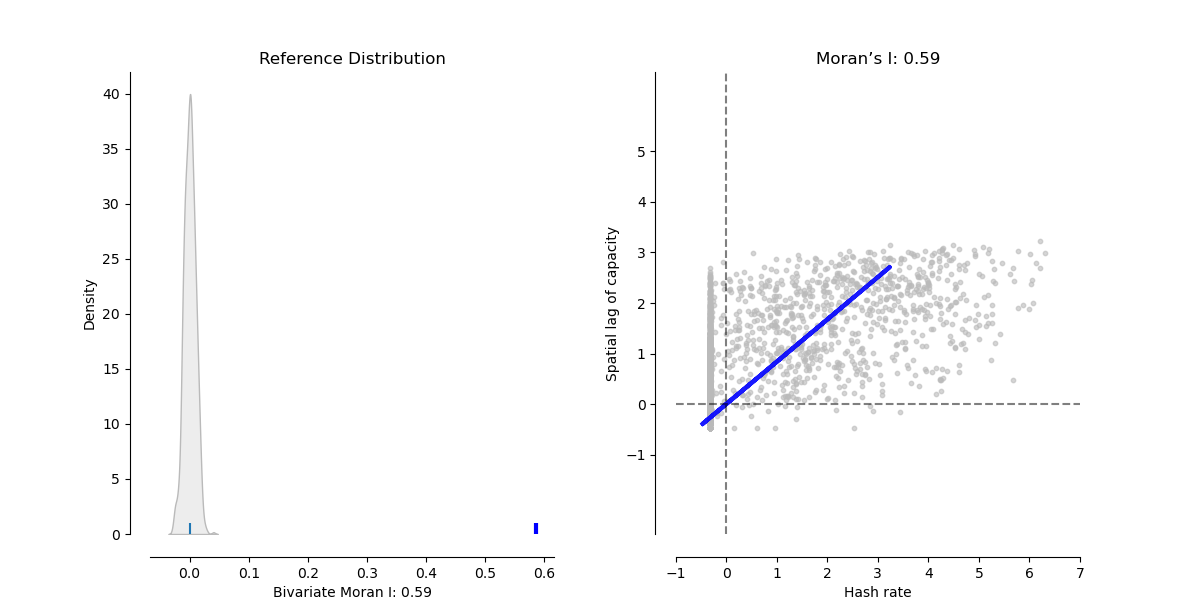 Reference Distribution
40
35
30
25
20
15
10
5
0
Density
0.0 0.1 0.2 0.3 0.4 0.5 0.6
Bivariate Moran I: 0.59
Moran’s I: 0.59
5
4
3
2
1
0
−1
Spatial lag of capacity
−1 0 1 2 3 4 5 6 7
Hash rate